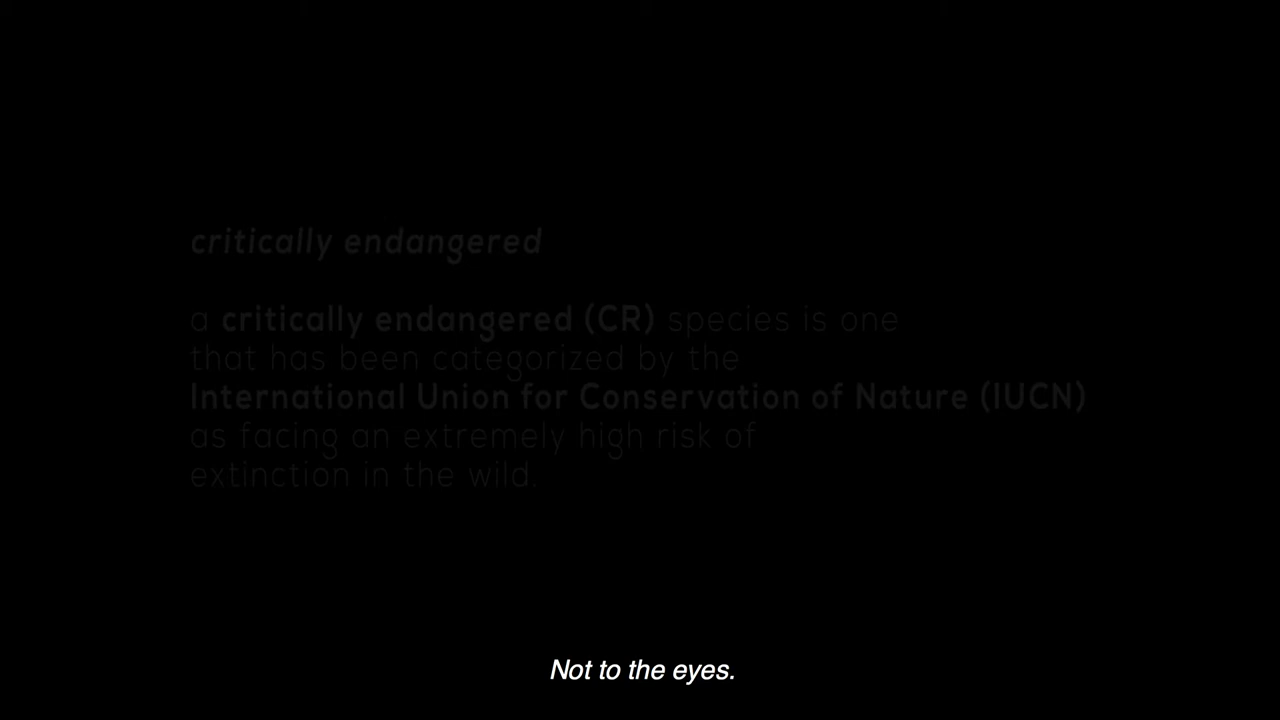 critically endangered
a critically endangered (CR) species is one
that has been categorized by the
International Union for Conservation of Nature (IUCN)
as facing an extremely high risk of
extinction in the wild.
Not to the eyes.